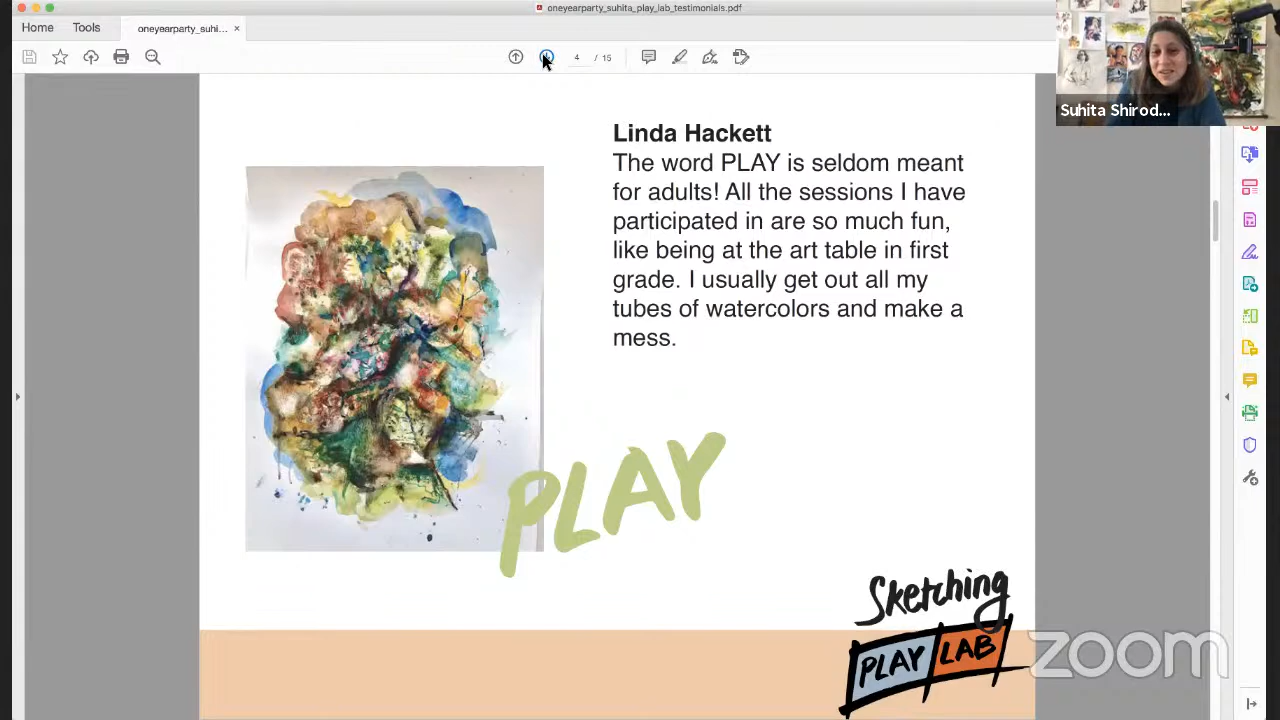 oneyearparty_suhita_play_lab_testimonials.pdf
Home
Tools
oneyearparty_suhi...
×
4 / 15
Suhita Shirod...
Linda Hackett
The word PLAY is seldom meant
for adults! All the sessions I have
participated in are so much fun,
like being at the art table in first
grade. I usually get out all my
tubes of watercolors and make a
mess.
PLAY
Sketching
PLAY LAB
zoom